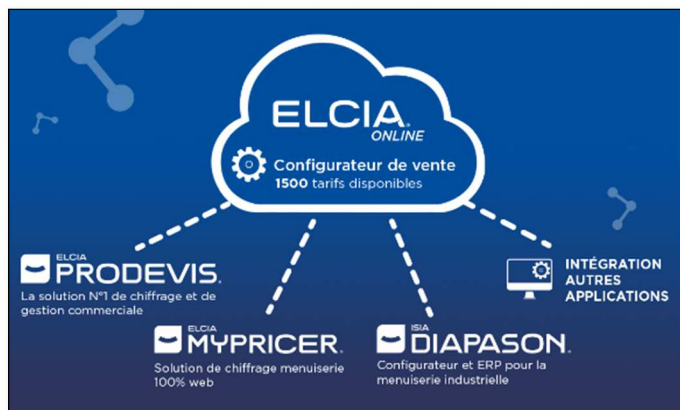 ELCIA
ONLINE
Configurateur de vente
1500 tarifs disponibles
ELCIA
PRODEVIS
La solution N°1 de chiffrage et de
gestion commerciale
ELCIA
MYPRICER
Solution de chiffrage menuiserie
100% web
ISIA
DIAPASON
Configurateur et ERP pour la
menuiserie industrielle
INTÉGRATION
AUTRES
APPLICATIONS